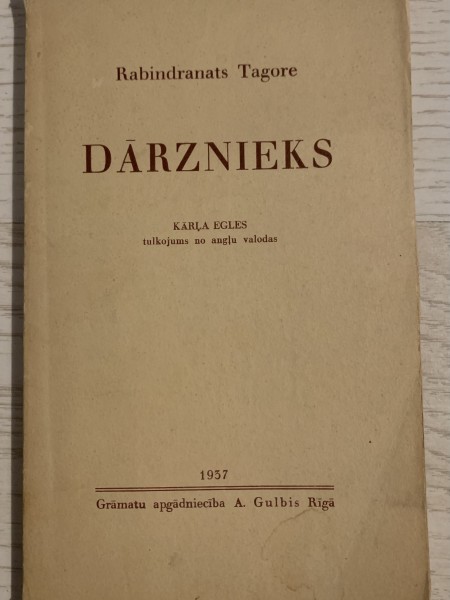 Rabindranats Tagore
DĀRZNIEKS
KĀRĻA EGLES
tulkojums no angļu valodas
1937
Grāmatu apgādniecība A. Gulbis Rīgā